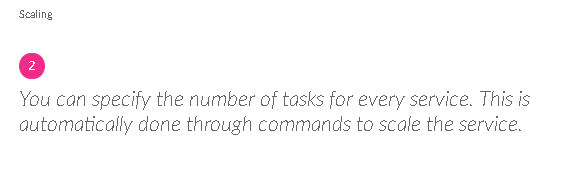 Scaling
2
You can specify the number of tasks for every service. This is
automatically done through commands to scale the service.